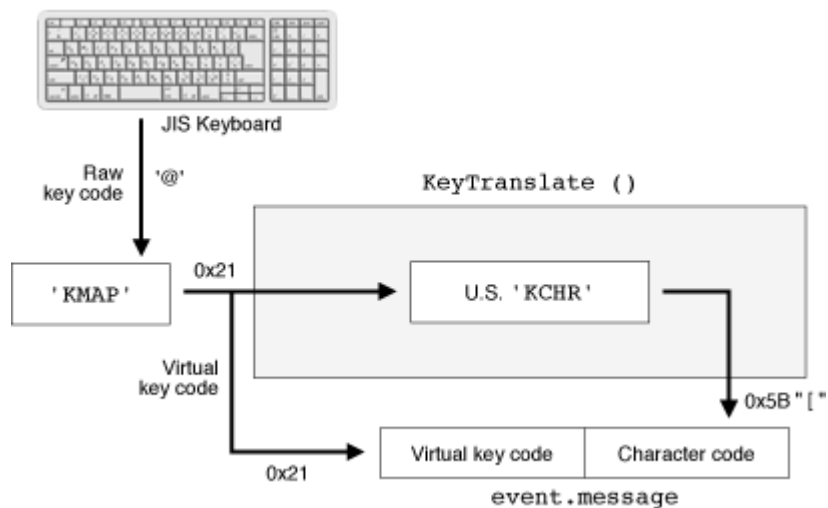 JIS Keyboard
Raw
key code
'@'
KeyTranslate ()
0x21
'KMAP'
U.S. 'KCHR'
Virtual
key code
0x5B "["
0x21
Virtual key code
Character code
event.message